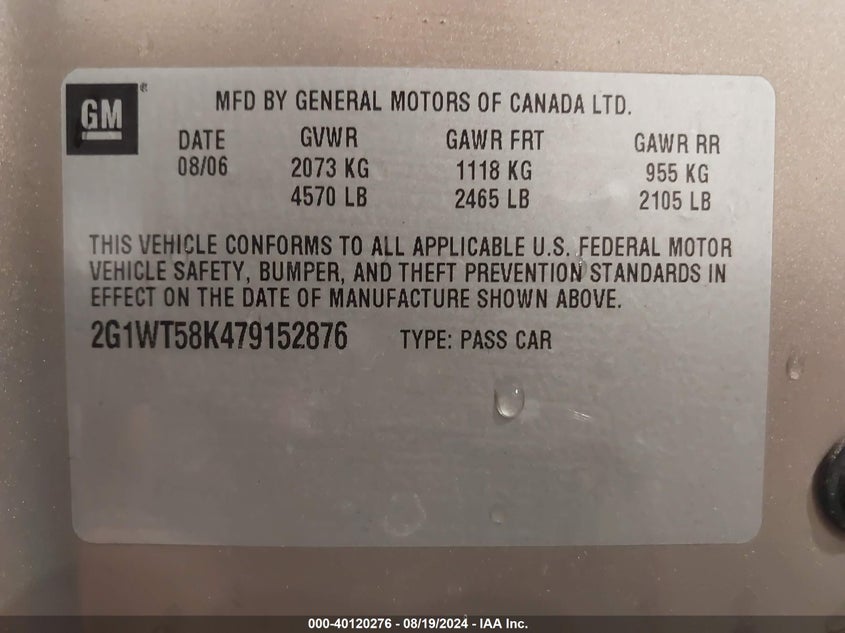 GM
MFD BY GENERAL MOTORS OF CANADA LTD.
DATE GVWR GAWR FRT GAWR RR
08/06 2073 KG 1118 KG 955 KG
4570 LB 2465 LB 2105 LB
THIS VEHICLE CONFORMS TO ALL APPLICABLE U.S. FEDERAL MOTOR
VEHICLE SAFETY, BUMPER, AND THEFT PREVENTION STANDARDS IN
EFFECT ON THE DATE OF MANUFACTURE SHOWN ABOVE.
2G1WT58K479152876 TYPE: PASS CAR
000-40120276 - 08/19/2024 - IAA Inc.